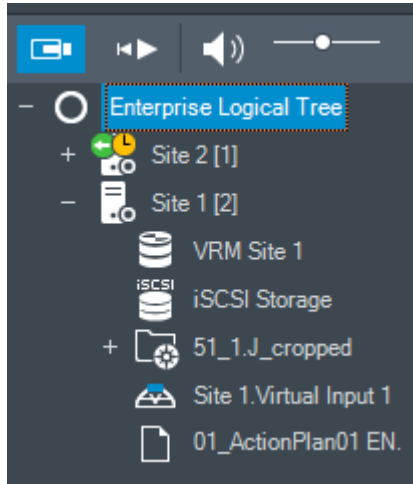 Enterprise Logical Tree
Site 2 [1]
Site 1 [2]
VRM Site 1
iSCSI
iSCSI Storage
51_1.J_cropped
Site 1.Virtual Input 1
01_ActionPlan01 EN.